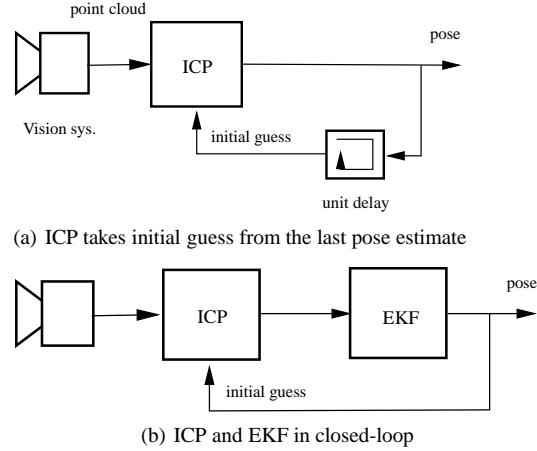 point cloud
pose
ICP
Vision sys.
initial guess
unit delay
(a) ICP takes initial guess from the last pose estimate
pose
ICP
EKF
initial guess
(b) ICP and EKF in closed-loop